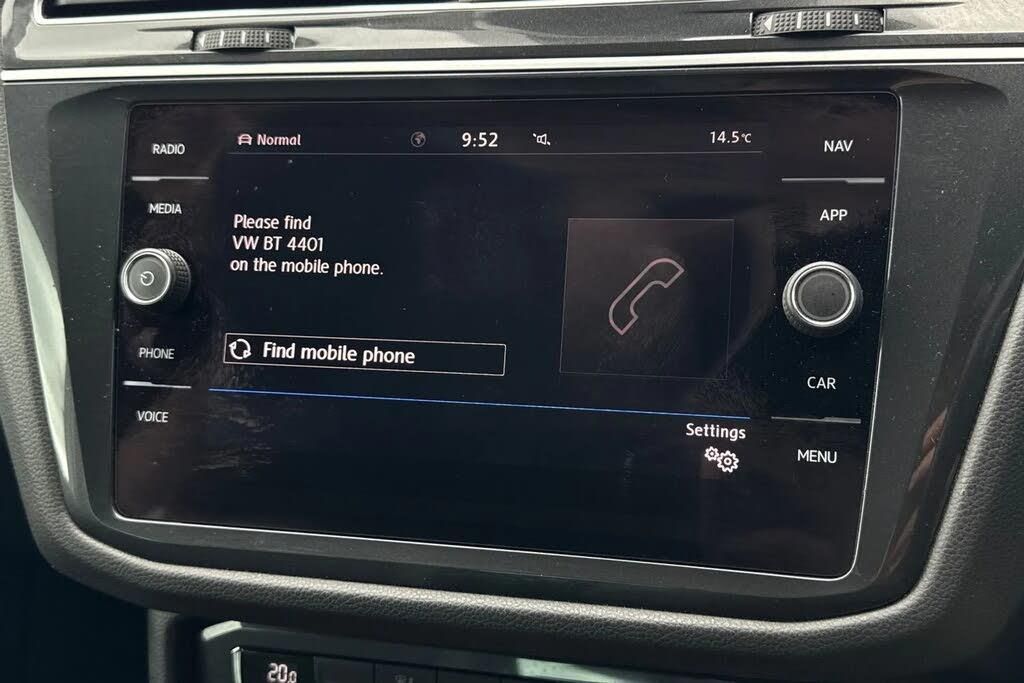 RADIO
MEDIA
PHONE
VOICE
Normal
9:52
14.5°C
Please find
VW BT 4401
on the mobile phone.
Find mobile phone
Settings
NAV
APP
CAR
MENU
20.0